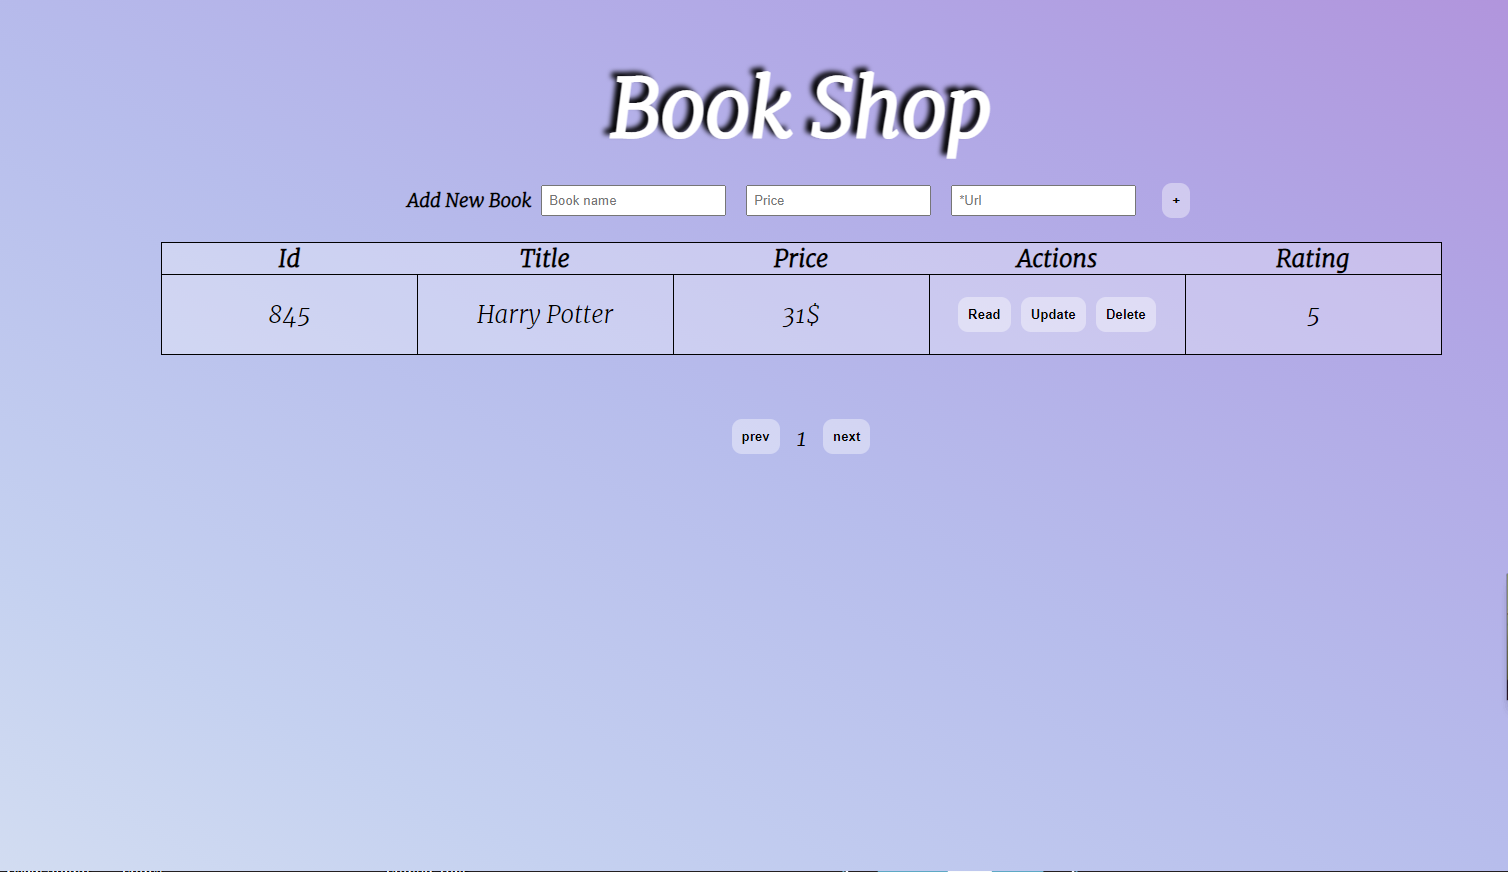 Book Shop
Add New Book Book name Price *Url +
Id Title Price Actions Rating
845 Harry Potter 31$ Read Update Delete 5
prev 1 next